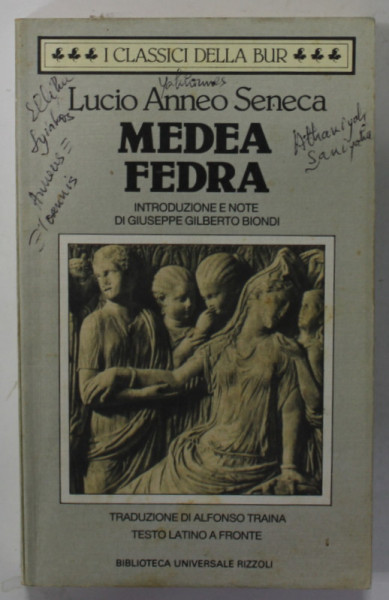 I CLASSICI DELLA BUR
Lucio Anneo Seneca
MEDEA
FEDRA
INTRODUZIONE E NOTE
DI GIUSEPPE GILBERTO BIONDI
TRADUZIONE DI ALFONSO TRAINA
TESTO LATINO A FRONTE
BIBLIOTECA UNIVERSALE RIZZOLI